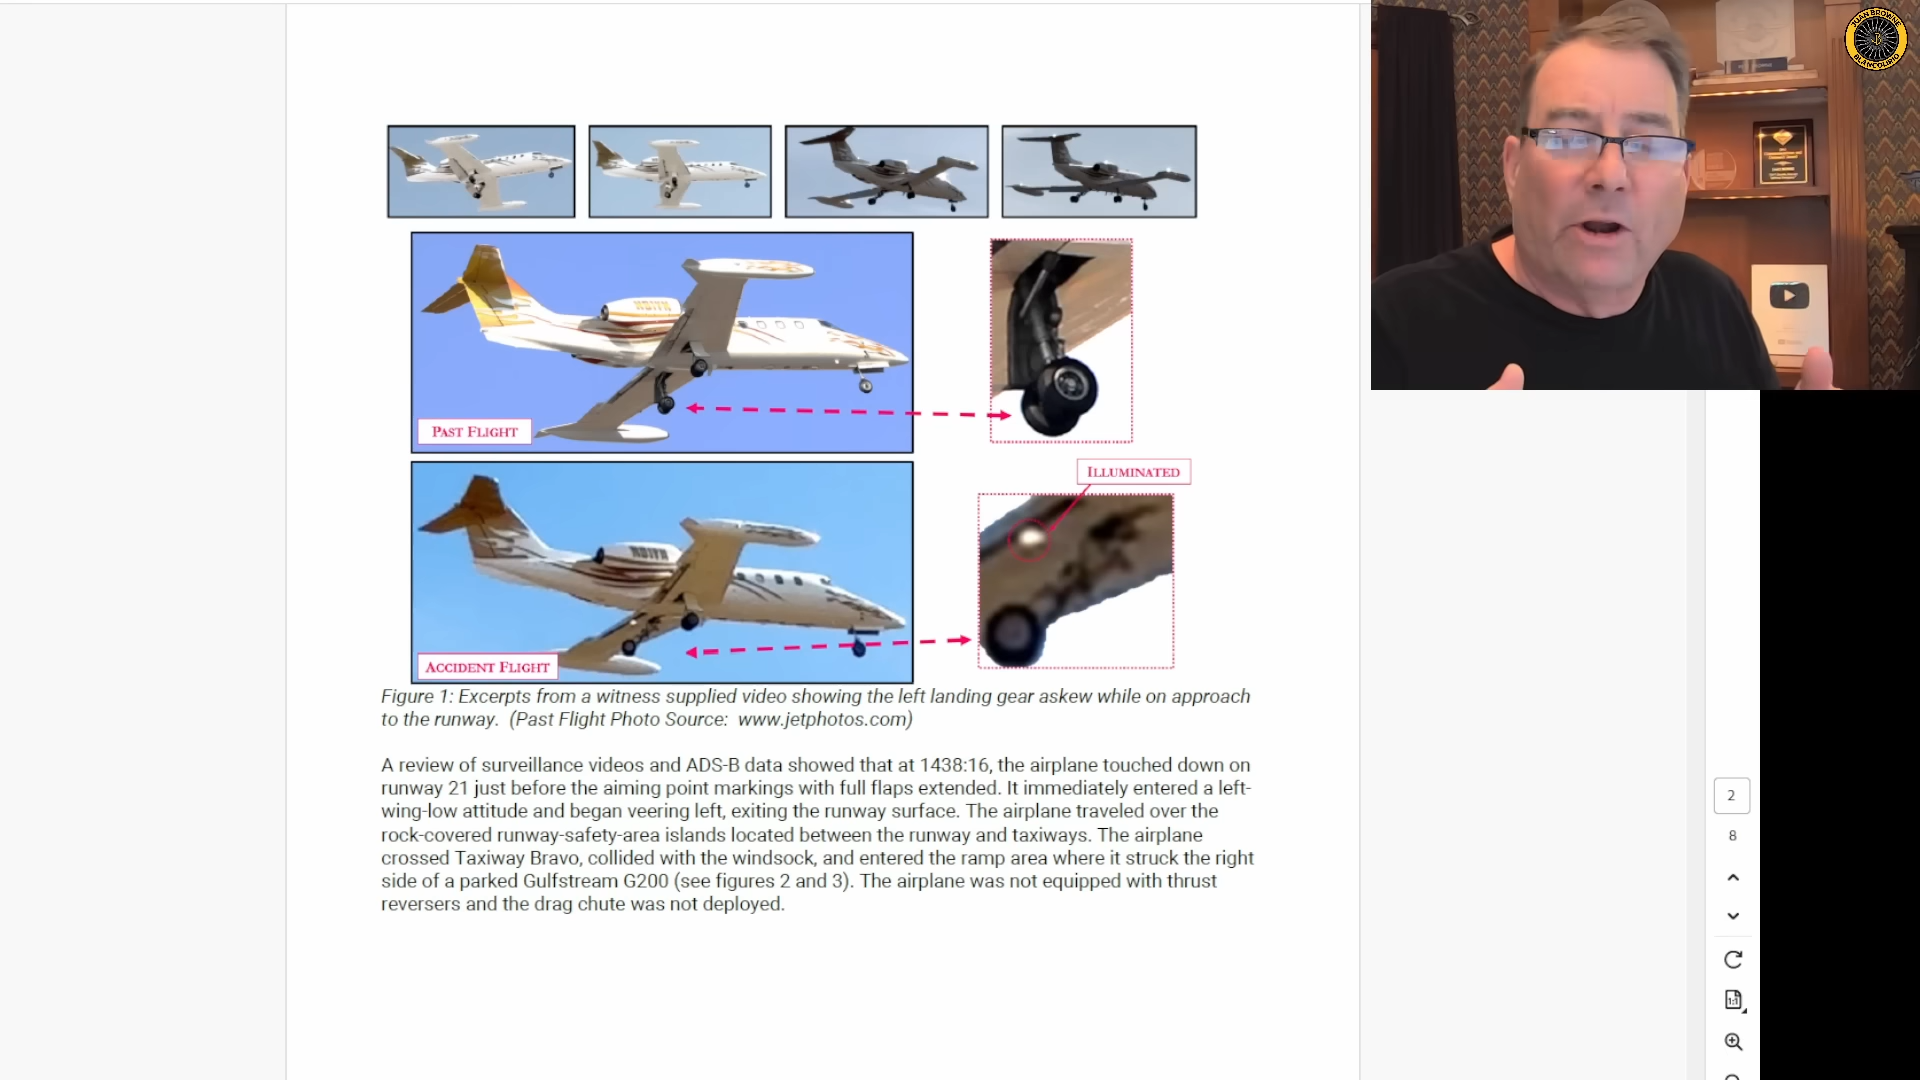 JUAN BROWNE
BLANCOLIRIO
N81VN
PAST FLIGHT
ILLUMINATED
N81VN
ACCIDENT FLIGHT
Figure 1: Excerpts from a witness supplied video showing the left landing gear askew while on approach
to the runway. (Past Flight Photo Source: www.jetphotos.com)
A review of surveillance videos and ADS-B data showed that at 1438:16, the airplane touched down on
runway 21 just before the aiming point markings with full flaps extended. It immediately entered a left-
wing-low attitude and began veering left, exiting the runway surface. The airplane traveled over the
rock-covered runway-safety-area islands located between the runway and taxiways. The airplane
crossed Taxiway Bravo, collided with the windsock, and entered the ramp area where it struck the right
side of a parked Gulfstream G200 (see figures 2 and 3). The airplane was not equipped with thrust
reversers and the drag chute was not deployed.
2
8
1:1